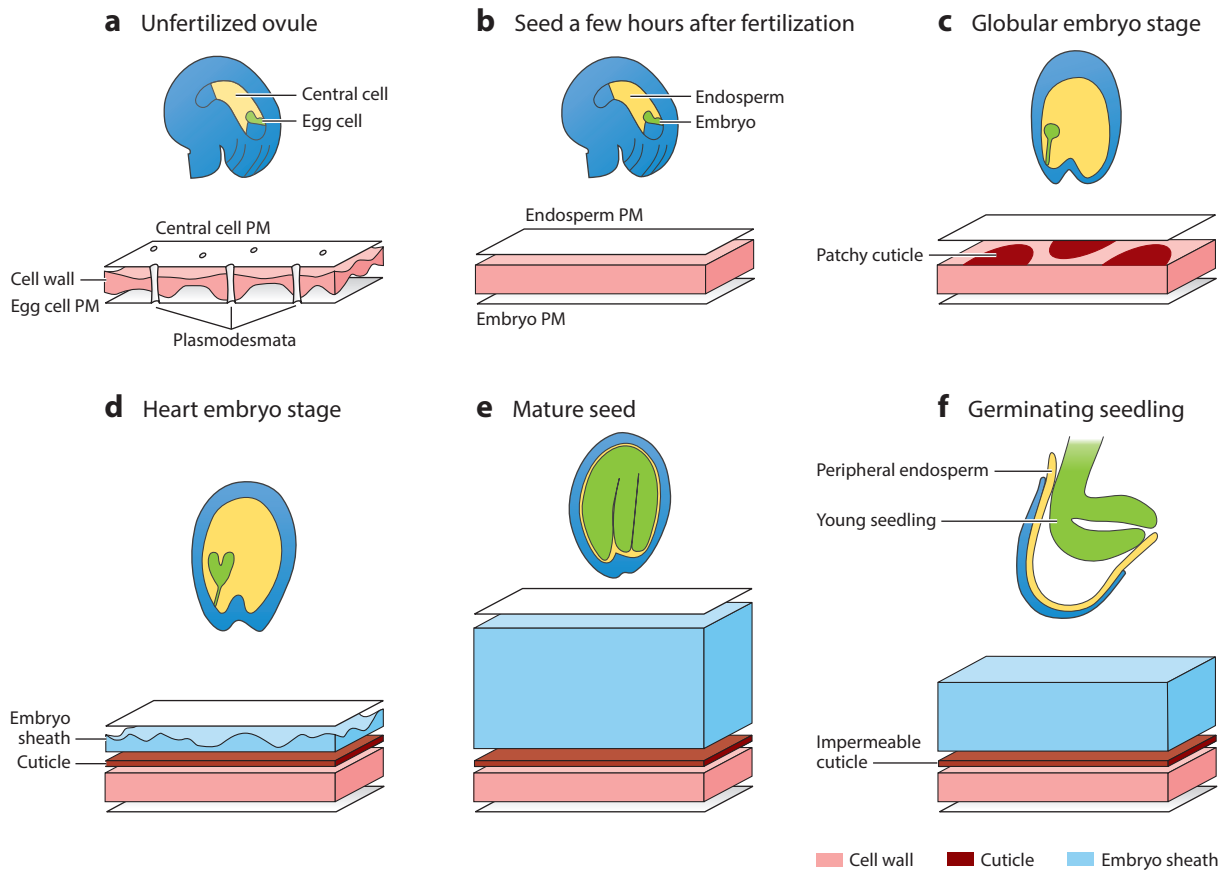 a Unfertilized ovule
Central cell
Egg cell
Central cell PM
Cell wall
Egg cell PM
Plasmodesmata
b Seed a few hours after fertilization
Endosperm
Embryo
Endosperm PM
Embryo PM
c Globular embryo stage
Patchy cuticle
d Heart embryo stage
Embryo
sheath
Cuticle
e Mature seed
f Germinating seedling
Peripheral endosperm
Young seedling
Impermeable
cuticle
Cell wall
Cuticle
Embryo sheath